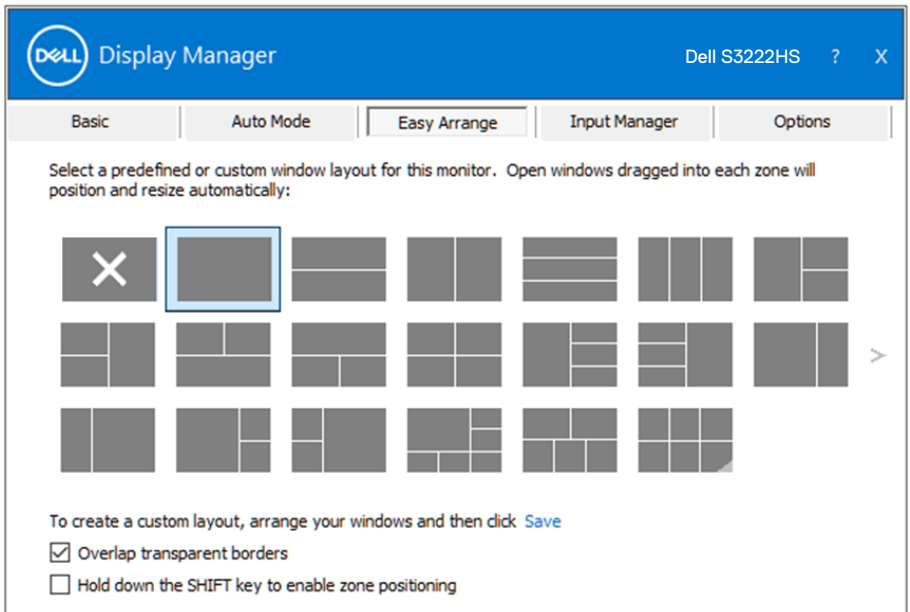 DELL Display Manager Dell S3222HS ? X
Basic Auto Mode Easy Arrange Input Manager Options
Select a predefined or custom window layout for this monitor. Open windows dragged into each zone will
position and resize automatically:
>
To create a custom layout, arrange your windows and then click Save
Overlap transparent borders
Hold down the SHIFT key to enable zone positioning